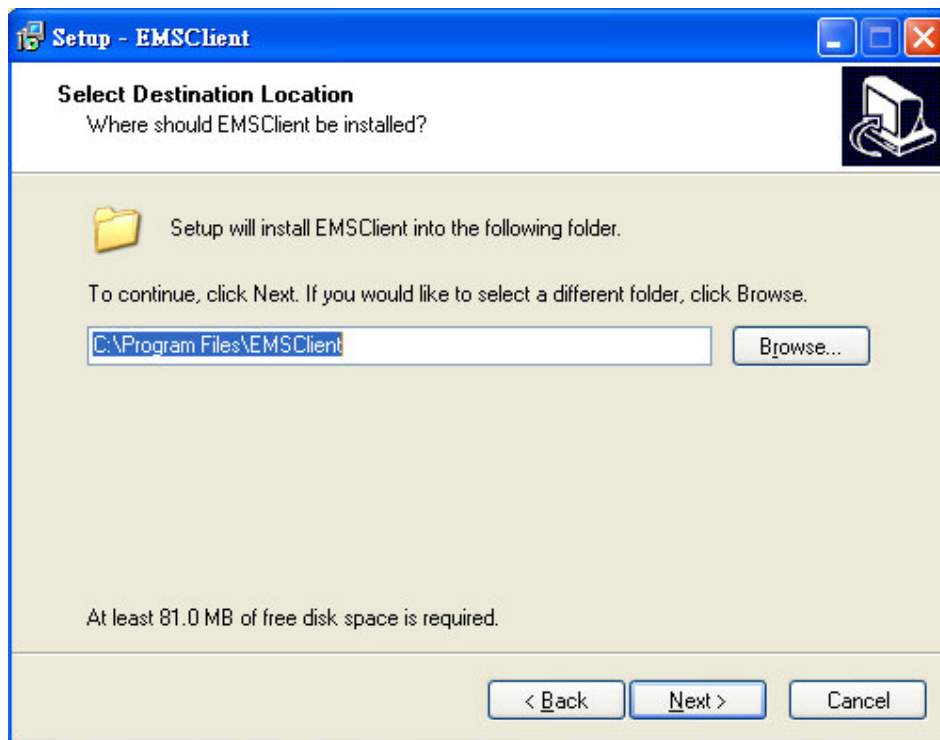 Setup - EMSClient
Select Destination Location
Where should EMSClient be installed?
Setup will install EMSClient into the following folder.
To continue, click Next. If you would like to select a different folder, click Browse.
C:\Program Files\EMSClient
Browse...
At least 81.0 MB of free disk space is required.
< Back
Next >
Cancel